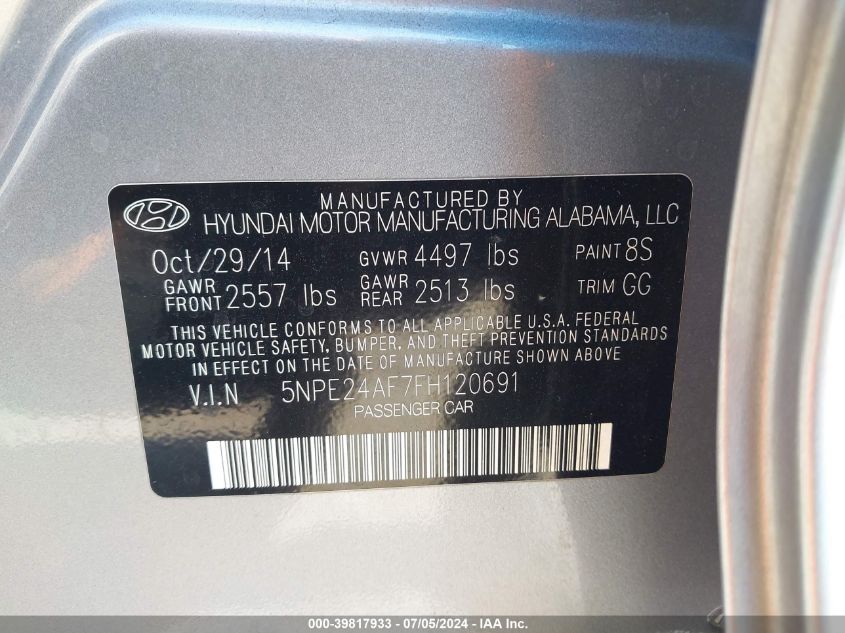 MANUFACTURED BY
HYUNDAI MOTOR MANUFACTURING ALABAMA, LLC
Oct/29/14 GVWR 4497 lbs PAINT 8S
GAWR FRONT 2557 lbs GAWR REAR 2513 lbs TRIM GG
THIS VEHICLE CONFORMS TO ALL APPLICABLE U.S.A. FEDERAL
MOTOR VEHICLE SAFETY, BUMPER, AND THEFT PREVENTION STANDARDS
IN EFFECT ON THE DATE OF MANUFACTURE SHOWN ABOVE
V.I.N 5NPE24AF7FH120691
PASSENGER CAR
000-39817933 - 07/05/2024 - IAA Inc.